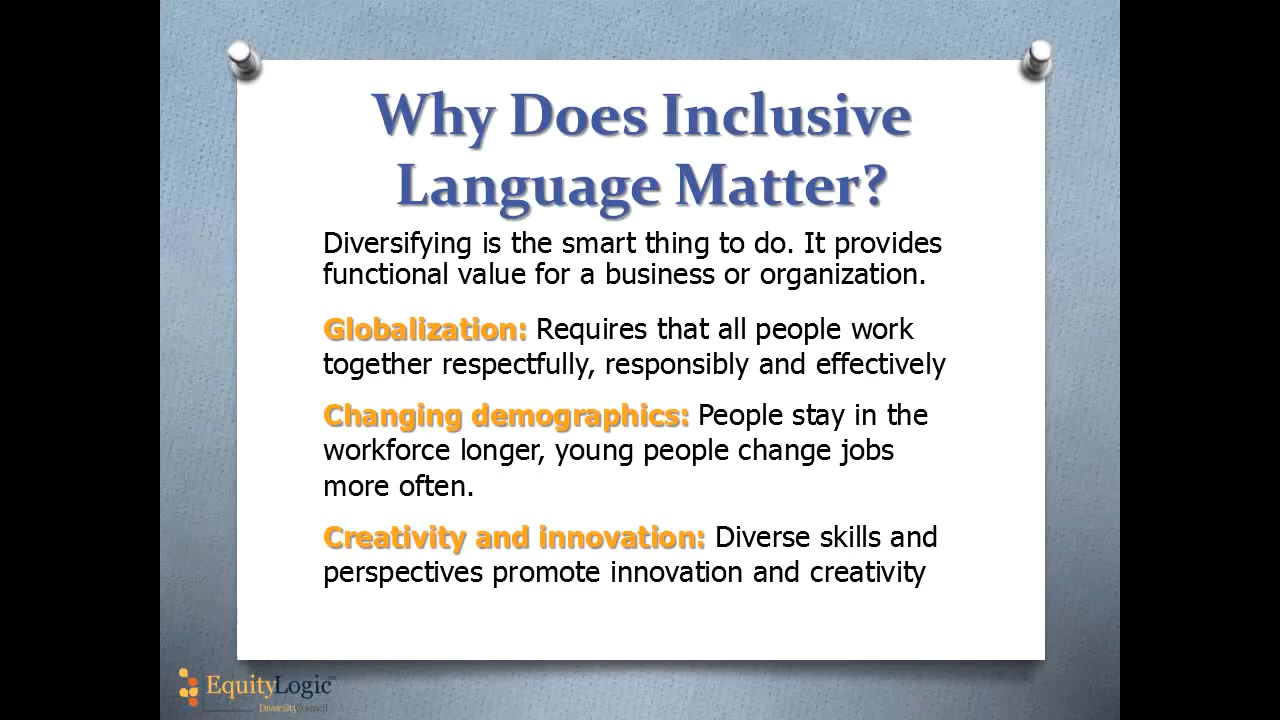 Why Does Inclusive
Language Matter?
Diversifying is the smart thing to do. It provides
functional value for a business or organization.
Globalization: Requires that all people work
together respectfully, responsibly and effectively
Changing demographics: People stay in the
workforce longer, young people change jobs
more often.
Creativity and innovation: Diverse skills and
perspectives promote innovation and creativity
EquityLogic
DiversityCouncil